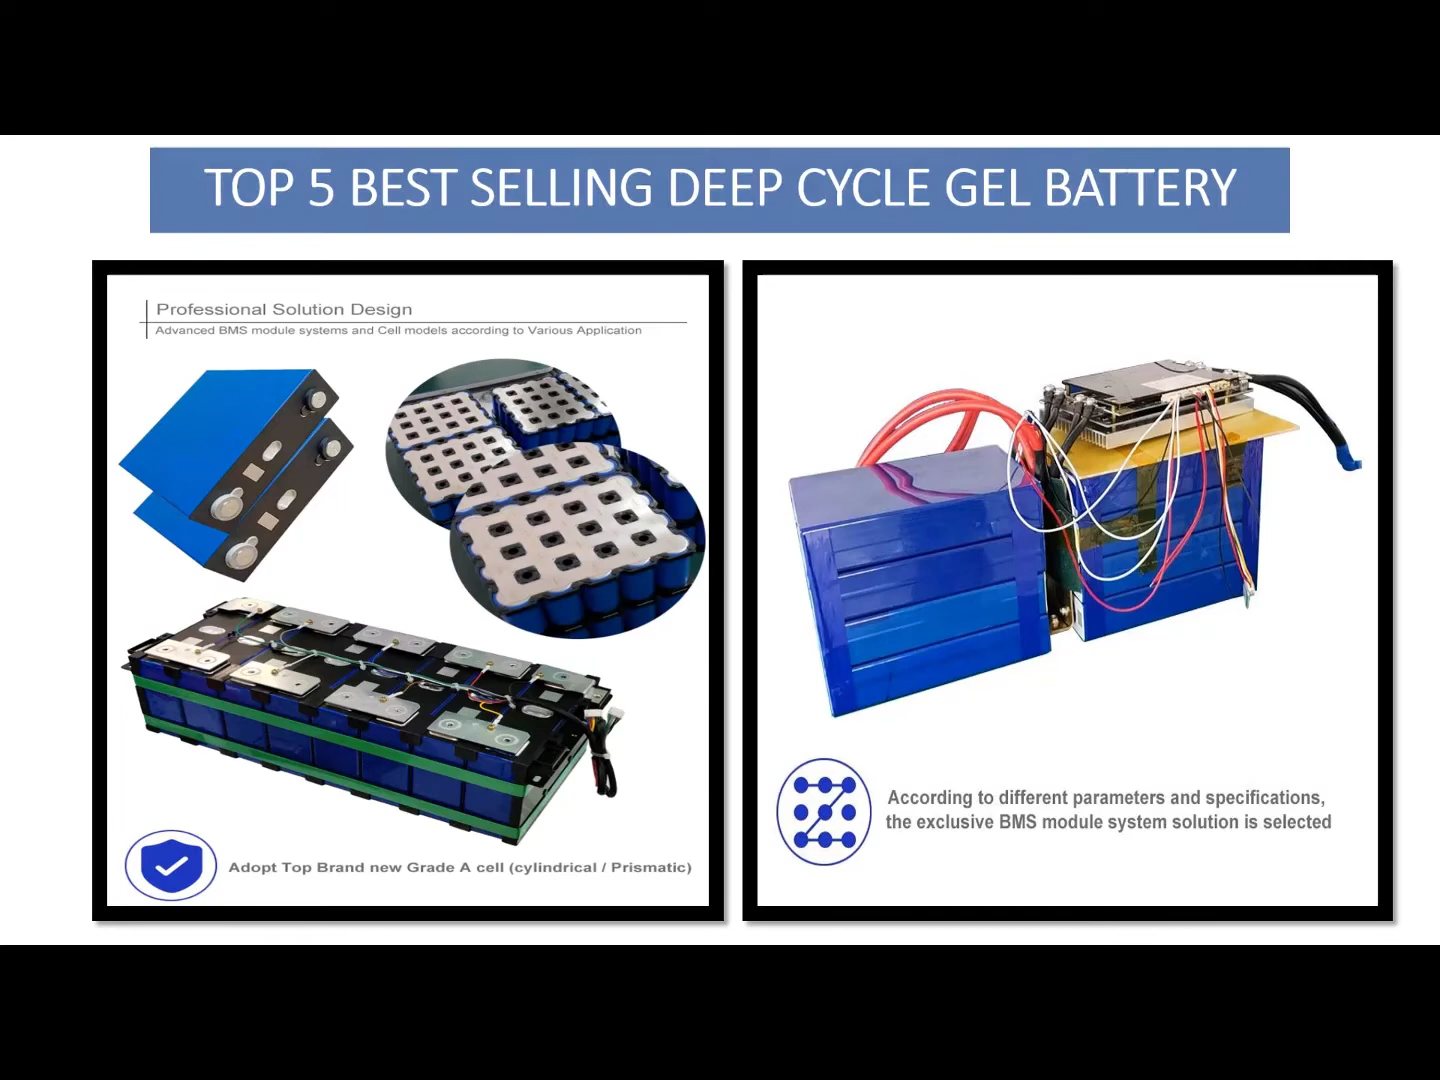 TOP 5 BEST SELLING DEEP CYCLE GEL BATTERY
Professional Solution Design
Advanced BMS module systems and Cell models according to Various Application
Adopt Top Brand new Grade A cell (cylindrical / Prismatic)
According to different parameters and specifications,
the exclusive BMS module system solution is selected